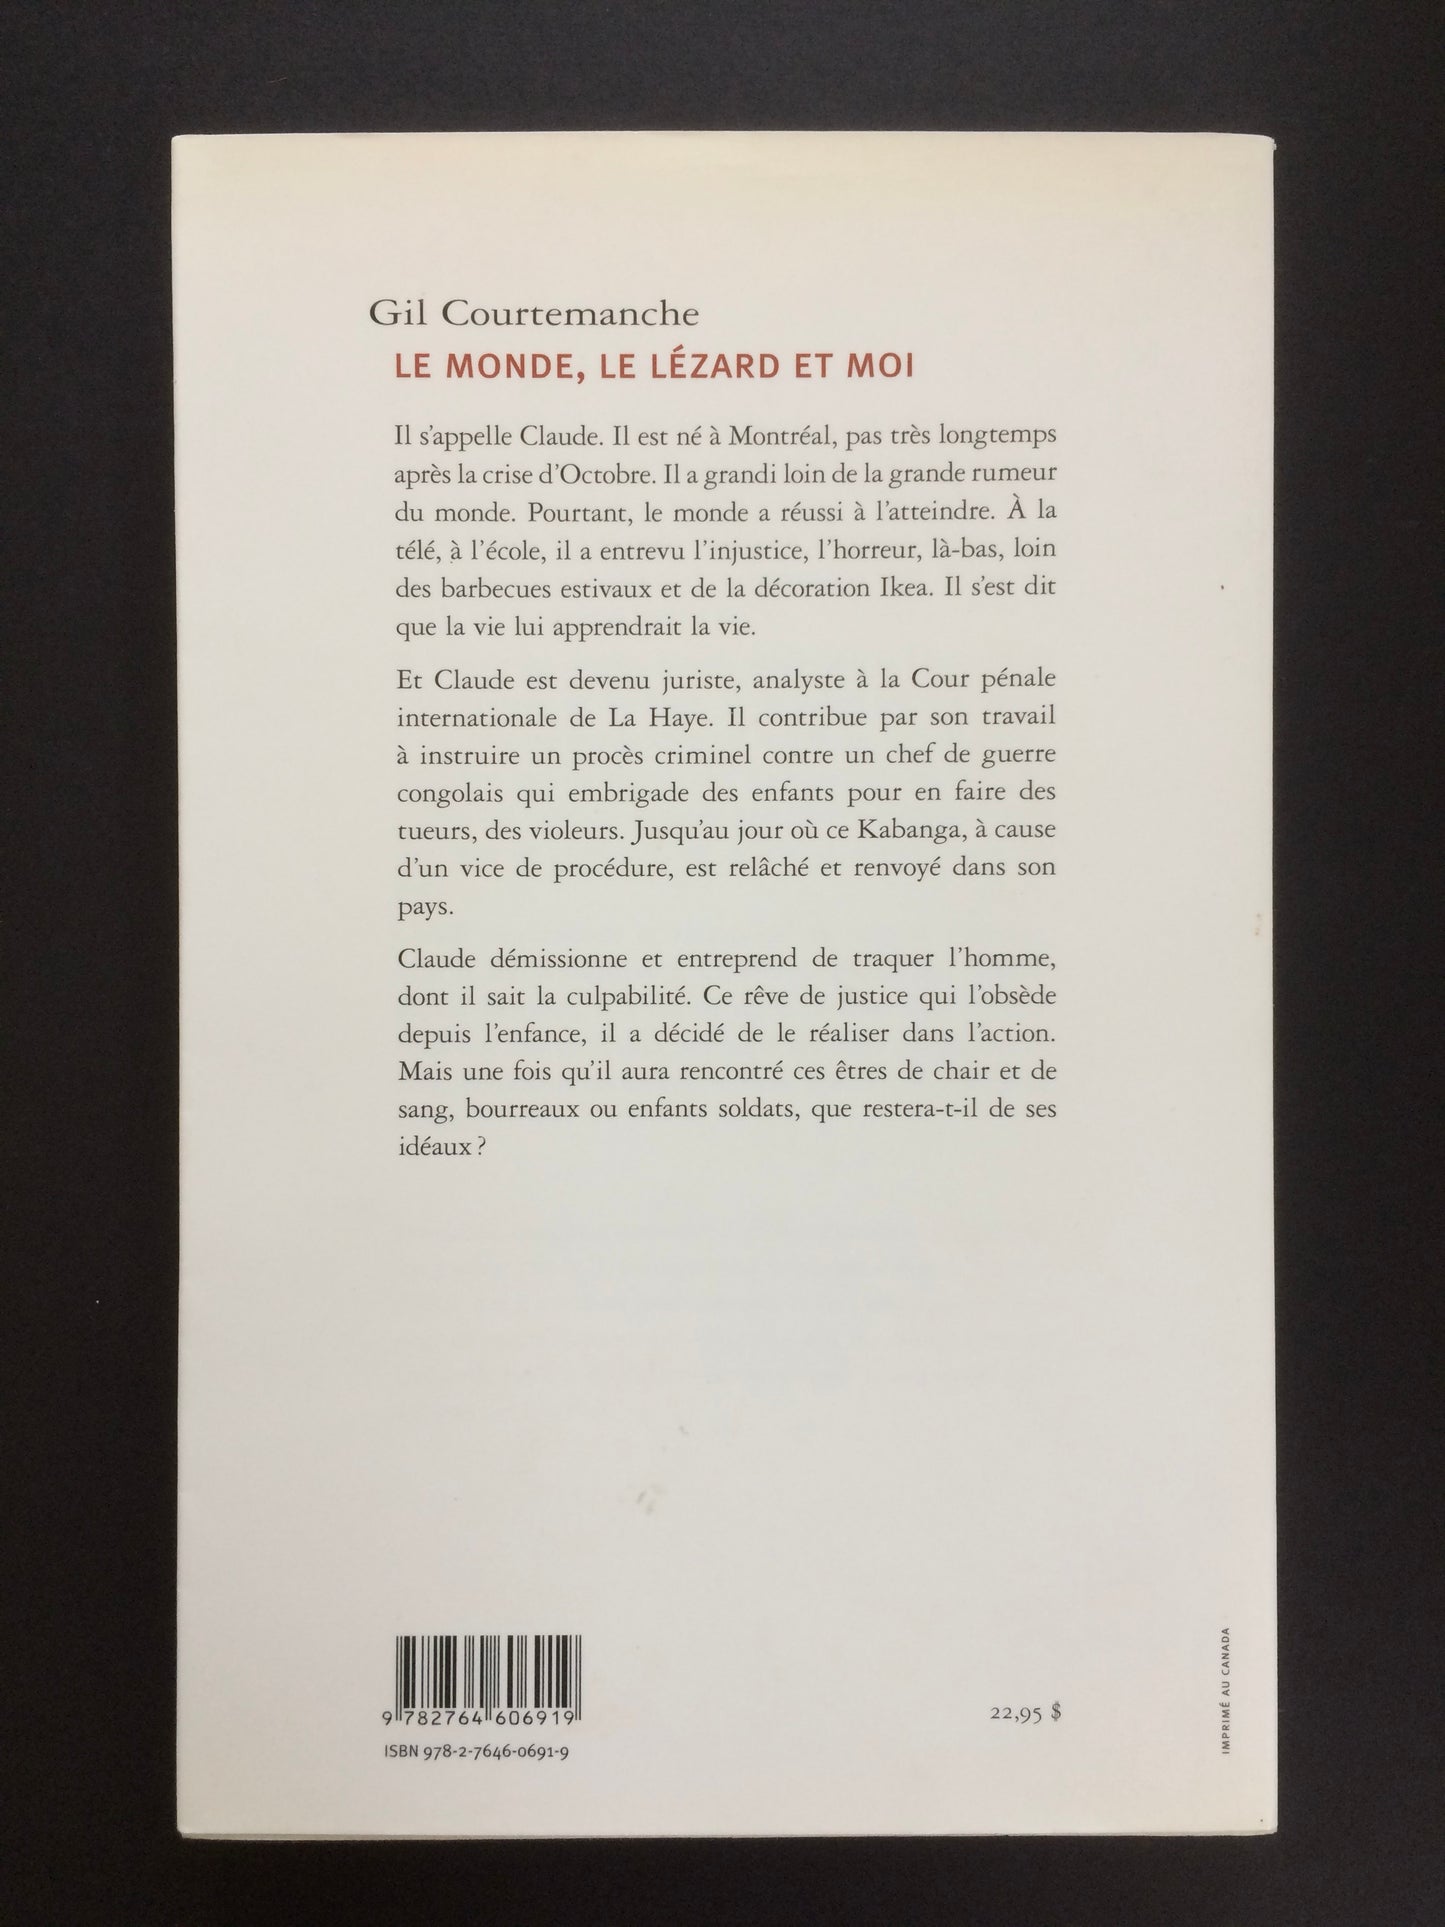 Gil Courtemanche
LE MONDE, LE LÉZARD ET MOI
Il s'appelle Claude. Il est né à Montréal, pas très longtemps
après la crise d'Octobre. Il a grandi loin de la grande rumeur
du monde. Pourtant, le monde a réussi à l'atteindre. À la
télé, à l'école, il a entrevu l'injustice, l'horreur, là-bas, loin
des barbecues estivaux et de la décoration Ikea. Il s'est dit
que la vie lui apprendrait la vie.
Et Claude est devenu juriste, analyste à la Cour pénale
internationale de La Haye. Il contribue par son travail
à instruire un procès criminel contre un chef de guerre
congolais qui embrigade des enfants pour en faire des
tueurs, des violeurs. Jusqu'au jour où ce Kabanga, à cause
d'un vice de procédure, est relâché et renvoyé dans son
pays.
Claude démissionne et entreprend de traquer l'homme,
dont il sait la culpabilité. Ce rêve de justice qui l'obsède
depuis l'enfance, il a décidé de le réaliser dans l'action.
Mais une fois qu'il aura rencontré ces êtres de chair et de
sang, bourreaux ou enfants soldats, que restera-t-il de ses
idéaux ?
9 782764 606919
ISBN 978-2-7646-0691-9
22,95 $
IMPRIMÉ AU CANADA